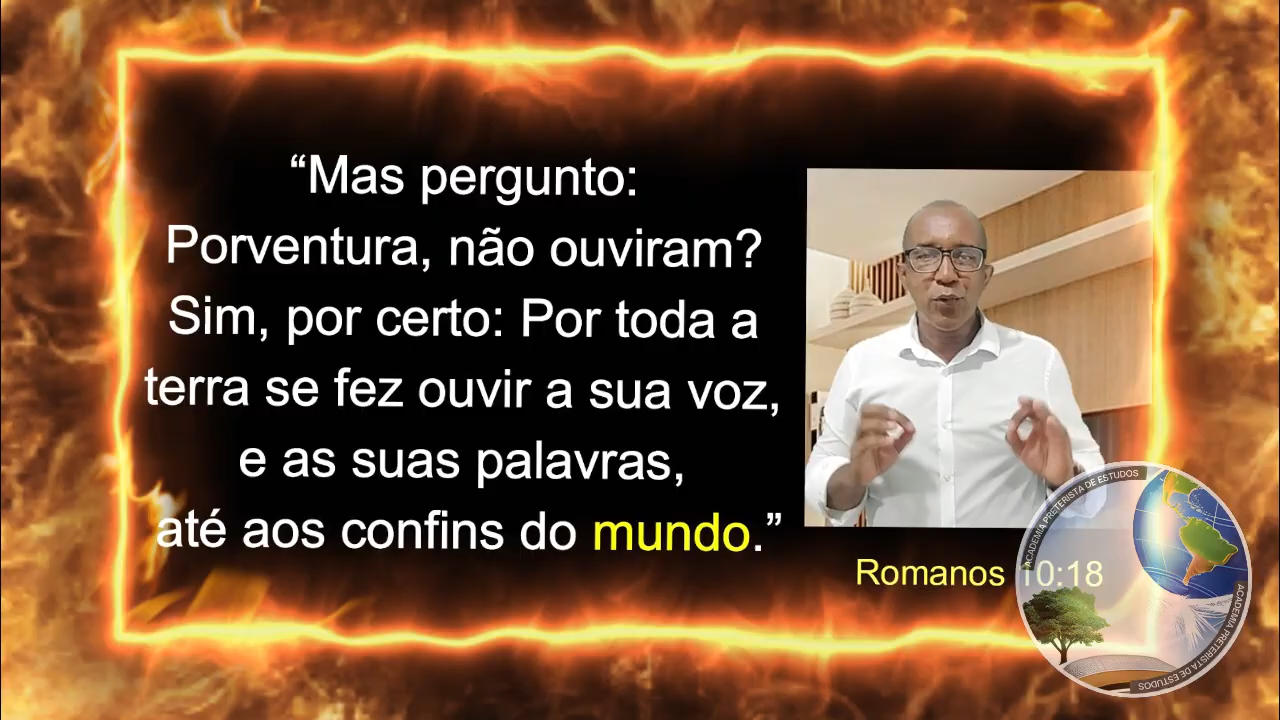 “Mas pergunto:
Porventura, não ouviram?
Sim, por certo: Por toda a
terra se fez ouvir a sua voz,
e as suas palavras,
até aos confins do mundo.”
Romanos 10:18
ACADEMIA PRETERISTA DE ESTUDOS
ACADEMIA PRETERISTA DE ESTUDOS